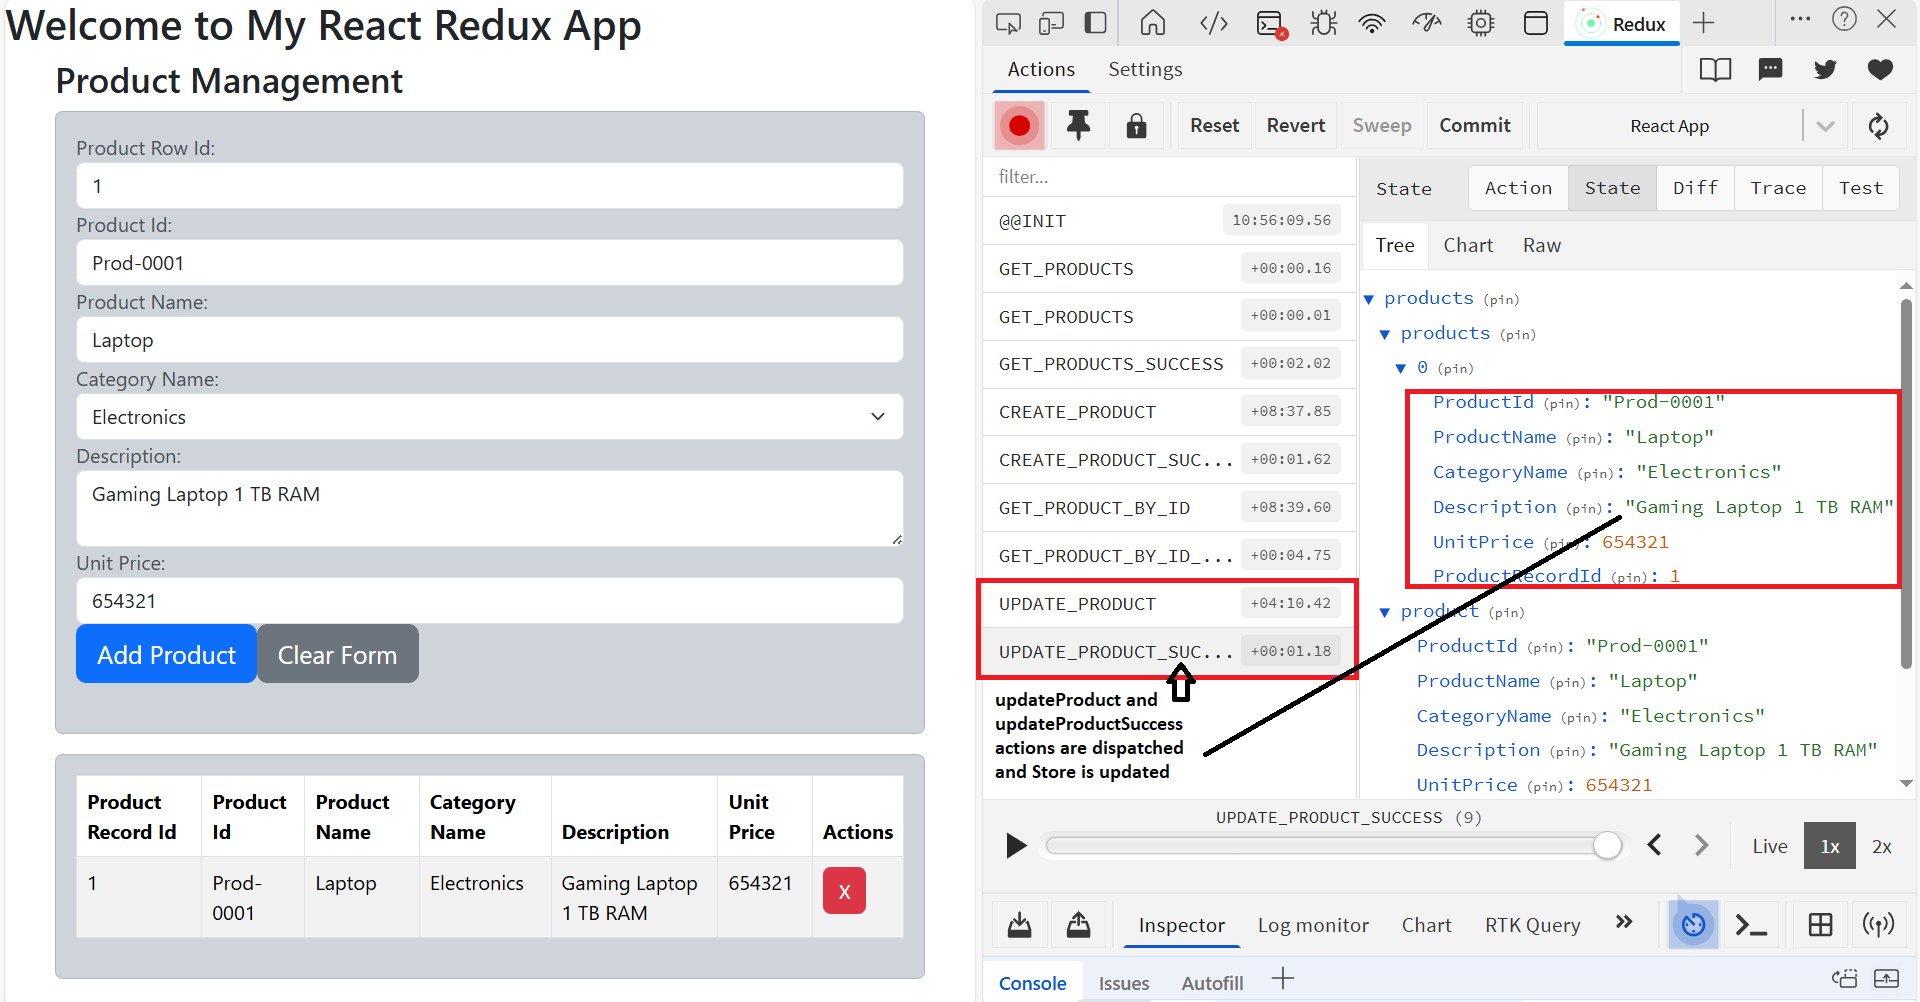 Welcome to My React Redux App
Product Management
Product Row Id:
1
Product Id:
Prod-0001
Product Name:
Laptop
Category Name:
Electronics
Description:
Gaming Laptop 1 TB RAM
Unit Price:
654321
Add Product Clear Form
Product Record Id Product Id Product Name Category Name Description Unit Price Actions
1 Prod-0001 Laptop Electronics Gaming Laptop 1 TB RAM 654321 X
Redux
Actions Settings
Reset Revert Sweep Commit React App
filter...
@@INIT 10:56:09.56
GET_PRODUCTS +00:00.16
GET_PRODUCTS +00:00.01
GET_PRODUCTS_SUCCESS +00:02.02
CREATE_PRODUCT +08:37.85
CREATE_PRODUCT_SUC... +00:01.62
GET_PRODUCT_BY_ID +08:39.60
GET_PRODUCT_BY_ID_... +00:04.75
UPDATE_PRODUCT +04:10.42
UPDATE_PRODUCT_SUC... +00:01.18
updateProduct and
updateProductSuccess
actions are dispatched
and Store is updated
State Action State Diff Trace Test
Tree Chart Raw
products (pin)
products (pin)
0 (pin)
ProductId (pin): "Prod-0001"
ProductName (pin): "Laptop"
CategoryName (pin): "Electronics"
Description (pin): "Gaming Laptop 1 TB RAM"
UnitPrice (pin): 654321
ProductRecordId (pin): 1
product (pin)
ProductId (pin): "Prod-0001"
ProductName (pin): "Laptop"
CategoryName (pin): "Electronics"
Description (pin): "Gaming Laptop 1 TB RAM"
UnitPrice (pin): 654321
UPDATE_PRODUCT_SUCCESS (9)
Live 1x 2x
Inspector Log monitor Chart RTK Query »
Console Issues Autofill